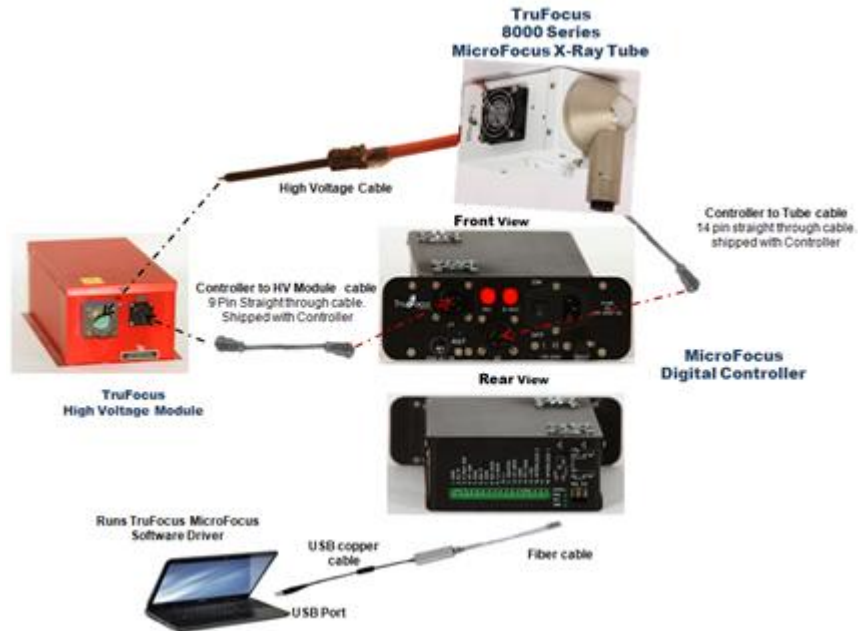 TruFocus
8000 Series
MicroFocus X-Ray Tube
High Voltage Cable
Front View
Controller to Tube cable
14 pin straight through cable.
shipped with Controller
Controller to HV Module cable
9 Pin Straight through cable.
Shipped with Controller
TruFocus
TruFocus
High Voltage Module
MicroFocus
Digital Controller
Rear View
Runs TruFocus MicroFocus
Software Driver
USB copper
cable
Fiber cable
USB Port